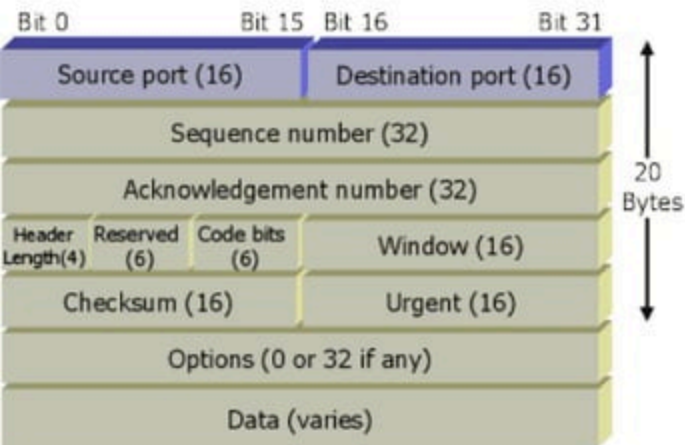 Bit 0 Bit 15 Bit 16 Bit 31
Source port (16) Destination port (16)
Sequence number (32)
Acknowledgement number (32)
20
Bytes
Header
Length(4)
Reserved
(6)
Code bits
(6)
Window (16)
Checksum (16) Urgent (16)
Options (0 or 32 if any)
Data (varies)